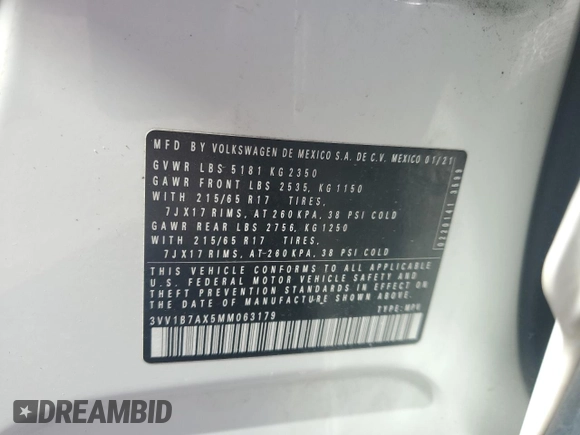 MFD BY VOLKSWAGEN DE MEXICO S.A. DE C.V. MEXICO 01/21
GVWR LBS 5181 KG 2350
GAWR FRONT LBS 2535, KG 1150
WITH 215/65 R17 TIRES.
7JX17 RIMS, AT 260 KPA, 38 PSI COLD
GAWR REAR LBS 2756, KG 1250
WITH 215/65 R17 TIRES,
7JX17 RIMS, AT 260 KPA, 38 PSI COLD
THIS VEHICLE CONFORMS TO ALL APPLICABLE
U.S. FEDERAL MOTOR VEHICLE SAFETY AND
THEFT PREVENTION STANDARDS IN EFFECT ON
THE DATE OF MANUFACTURE SHOWN ABOVE.
3VV1B7AX5MM063179
TYPE: MPV
DREAMBID